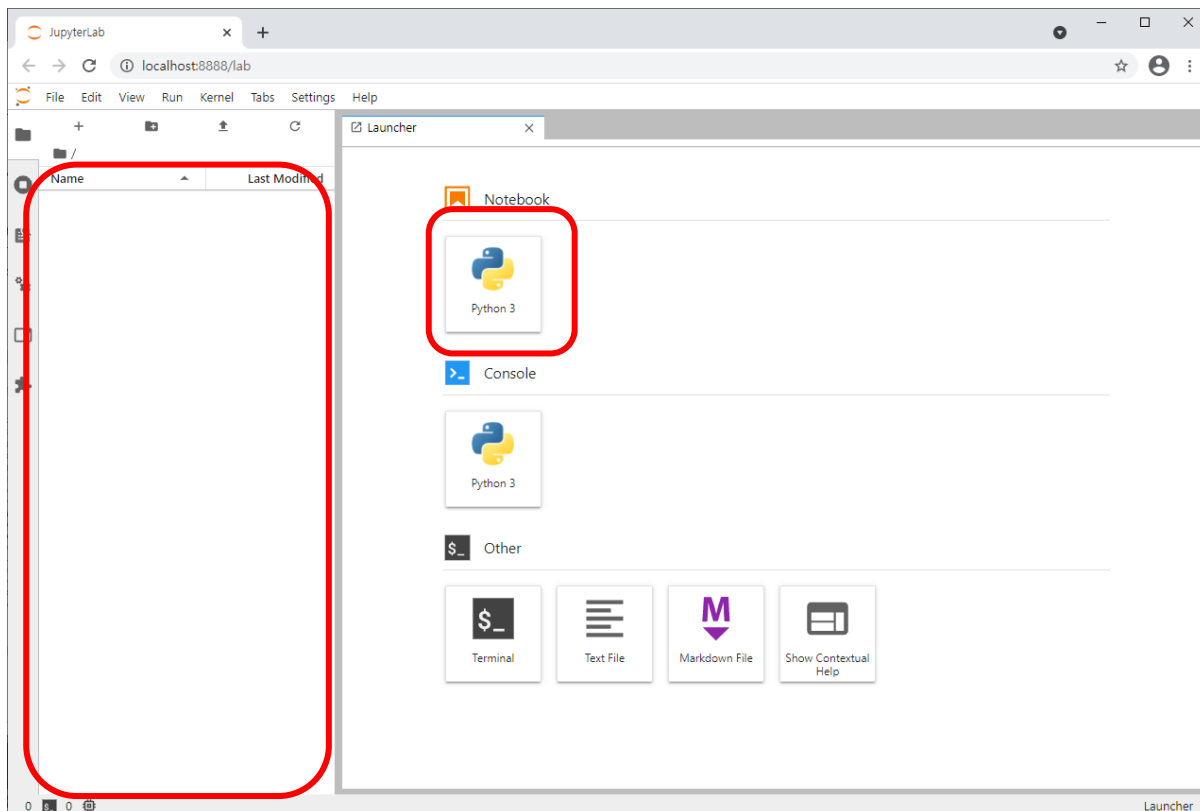 JupyterLab
localhost:8888/lab
File Edit View Run Kernel Tabs Settings Help
Launcher
/
Name Last Modified
Notebook
Python 3
Console
Python 3
$_ Other
$_
M
Terminal Text File Markdown File Show Contextual
Help
0 $_ 0 Launcher